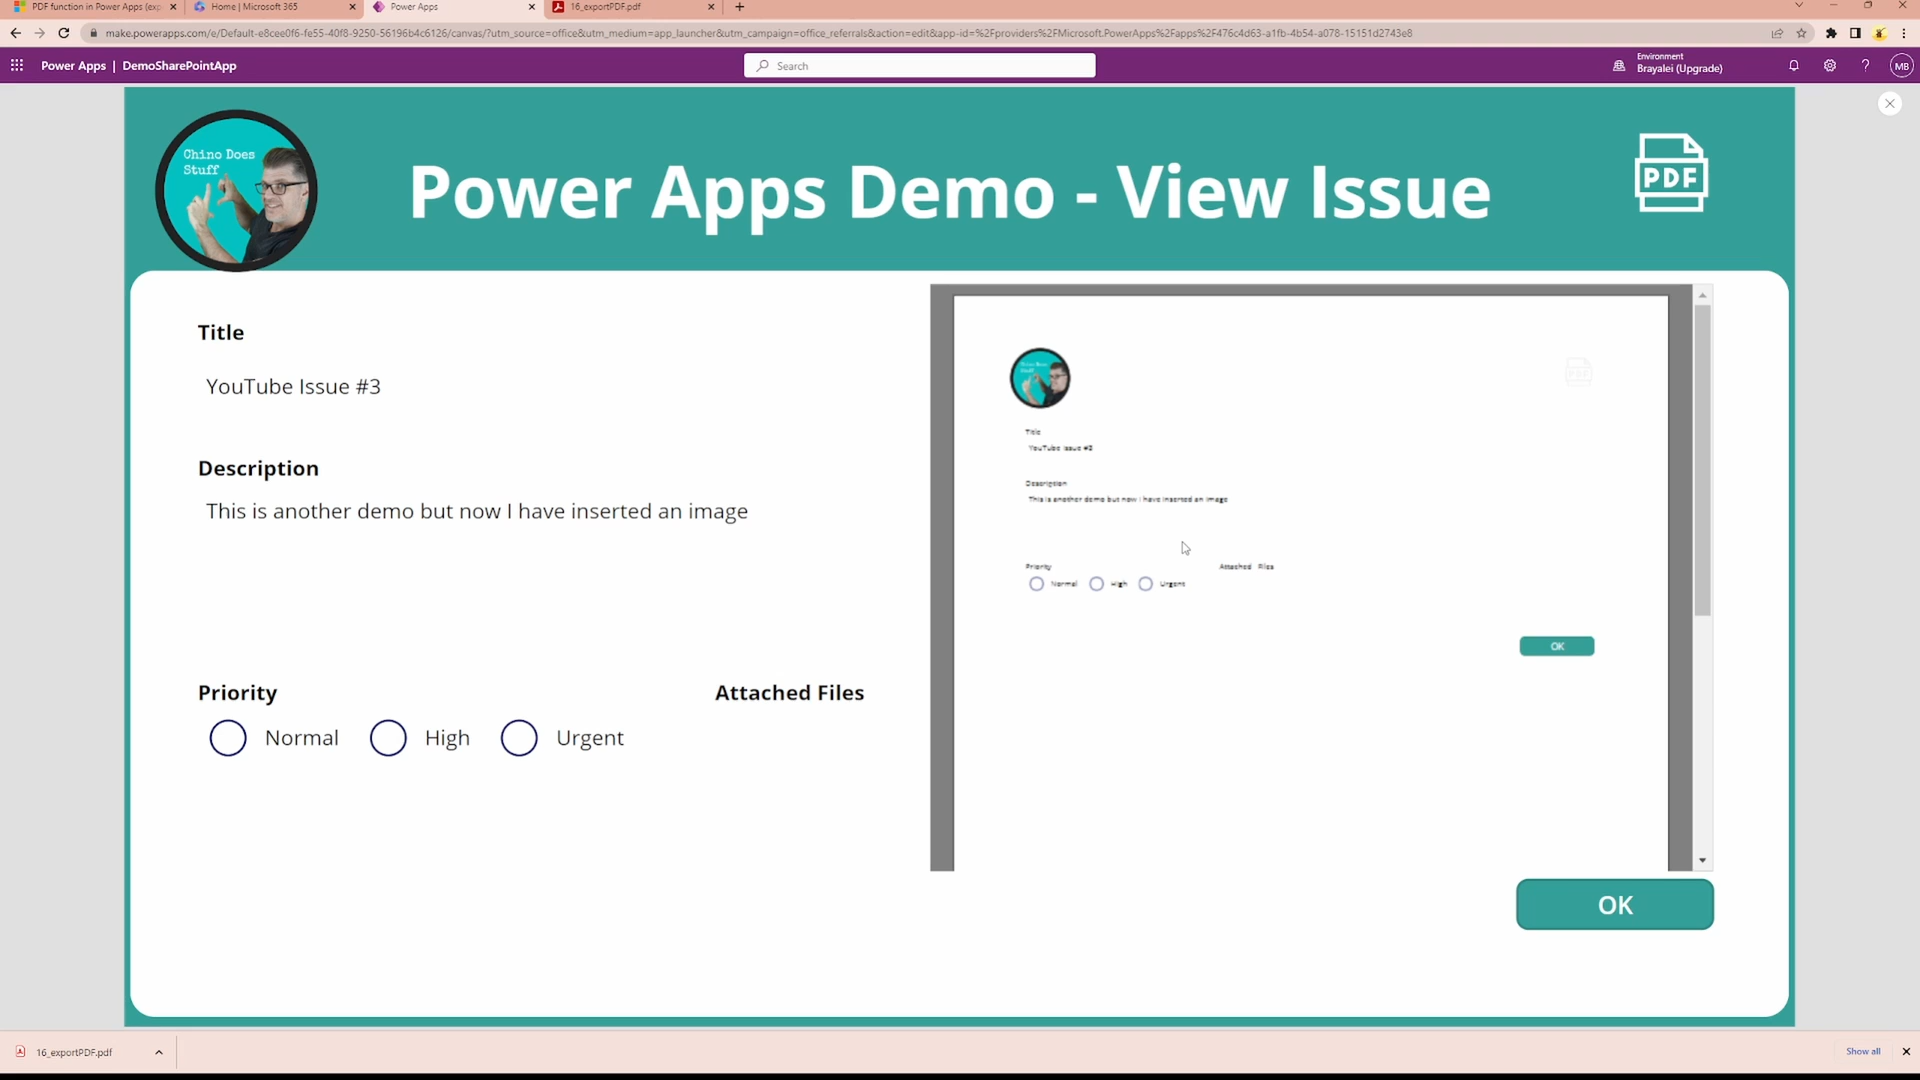 PDF function in Power Apps (exp
Home | Microsoft 365
Power Apps
16_exportPDF.pdf
make.powerapps.com/e/Default-e8cee0f6-fe55-40f8-9250-56196b4c6126/canvas/?utm_source=office&utm_medium=app_launcher&utm_campaign=office_referrals&action=edit&app-id=%2Fproviders%2FMicrosoft.PowerApps%2Fapps%2F476c4d63-a1fb-4b54-a078-15151d2743e8
Power Apps | DemoSharePointApp
Search
Environment
Brayalei (Upgrade)
MB
Chino Does
Stuff
Power Apps Demo - View Issue
PDF
Title
YouTube Issue #3
Description
This is another demo but now I have inserted an image
Priority
Normal
High
Urgent
Attached Files
Chino Does
Stuff
PDF
Title
YouTube Issue #3
Description
This is another demo but now I have inserted an image
Priority
Attached Files
Normal
High
Urgent
OK
OK
16_exportPDF.pdf
Show all